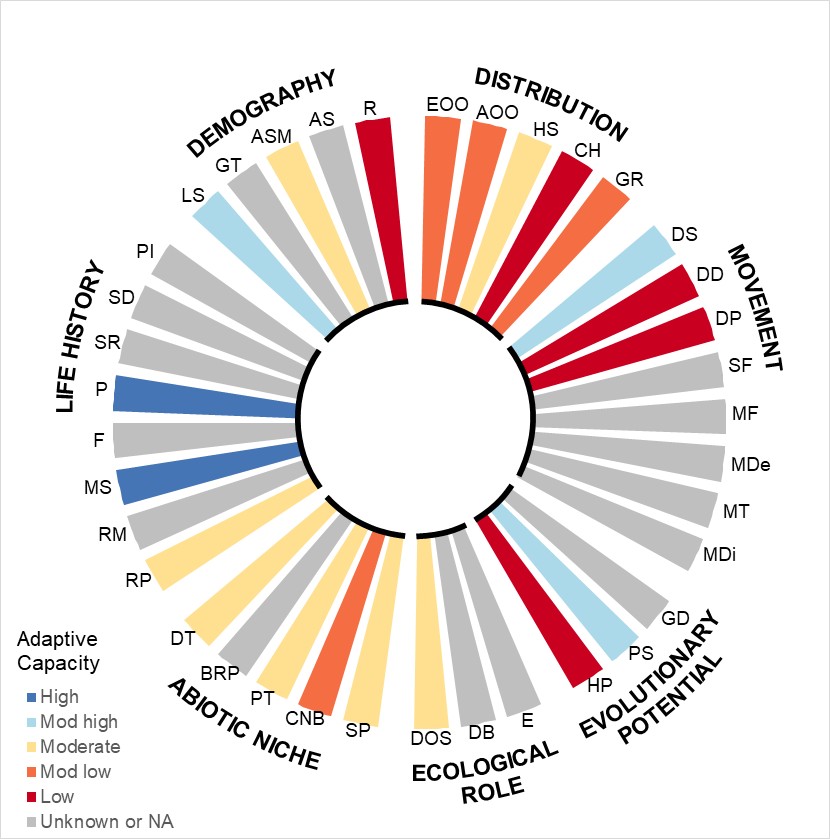 DISTRIBUTION
EOO
AOO
HS
CH
GR
MOVEMENT
DS
DD
DP
SF
MF
MDe
MT
MDi
EVOLUTIONARY
POTENTIAL
GD
PS
HP
ECOLOGICAL
ROLE
E
DB
DOS
ABIOTIC NICHE
SP
CNB
PT
BRP
DT
LIFE HISTORY
RP
RM
MS
F
P
SR
SD
PI
DEMOGRAPHY
LS
GT
ASM
AS
R
Adaptive
Capacity
High
Mod high
Moderate
Mod low
Low
Unknown or NA